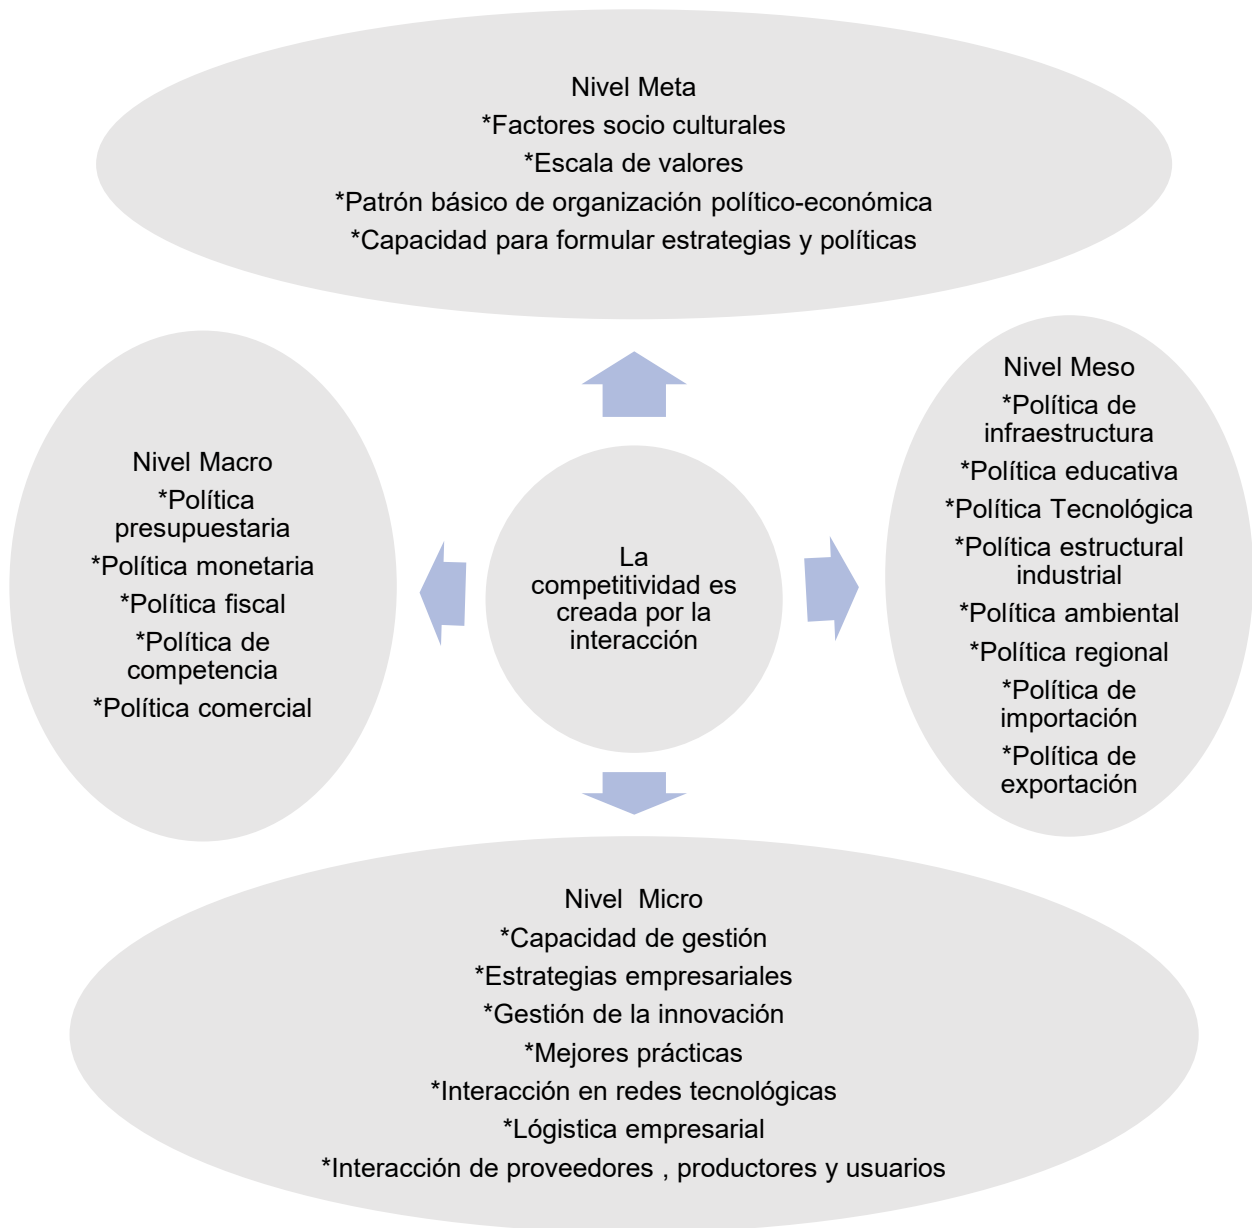 Nivel Meta
*Factores socio culturales
*Escala de valores
*Patrón básico de organización político-económica
*Capacidad para formular estrategias y políticas
Nivel Macro
*Política
presupuestaria
*Política monetaria
*Política fiscal
*Política de
competencia
*Política comercial
La
competitividad es
creada por la
interacción
Nivel Meso
*Política de
infraestructura
*Política educativa
*Política Tecnológica
*Política estructural
industrial
*Política ambiental
*Política regional
*Política de
importación
*Política de
exportación
Nivel  Micro
*Capacidad de gestión
*Estrategias empresariales
*Gestión de la innovación
*Mejores prácticas
*Interacción en redes tecnológicas
*Lógistica empresarial
*Interacción de proveedores , productores y usuarios